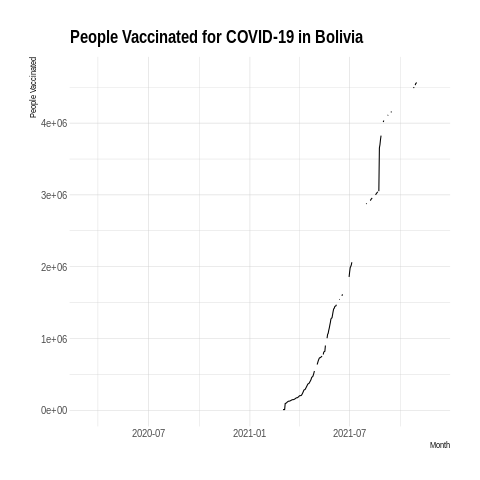 People Vaccinated for COVID-19 in Bolivia
People Vaccinated
4e+06
3e+06
2e+06
1e+06
0e+00
2020-07 2021-01 2021-07
Month